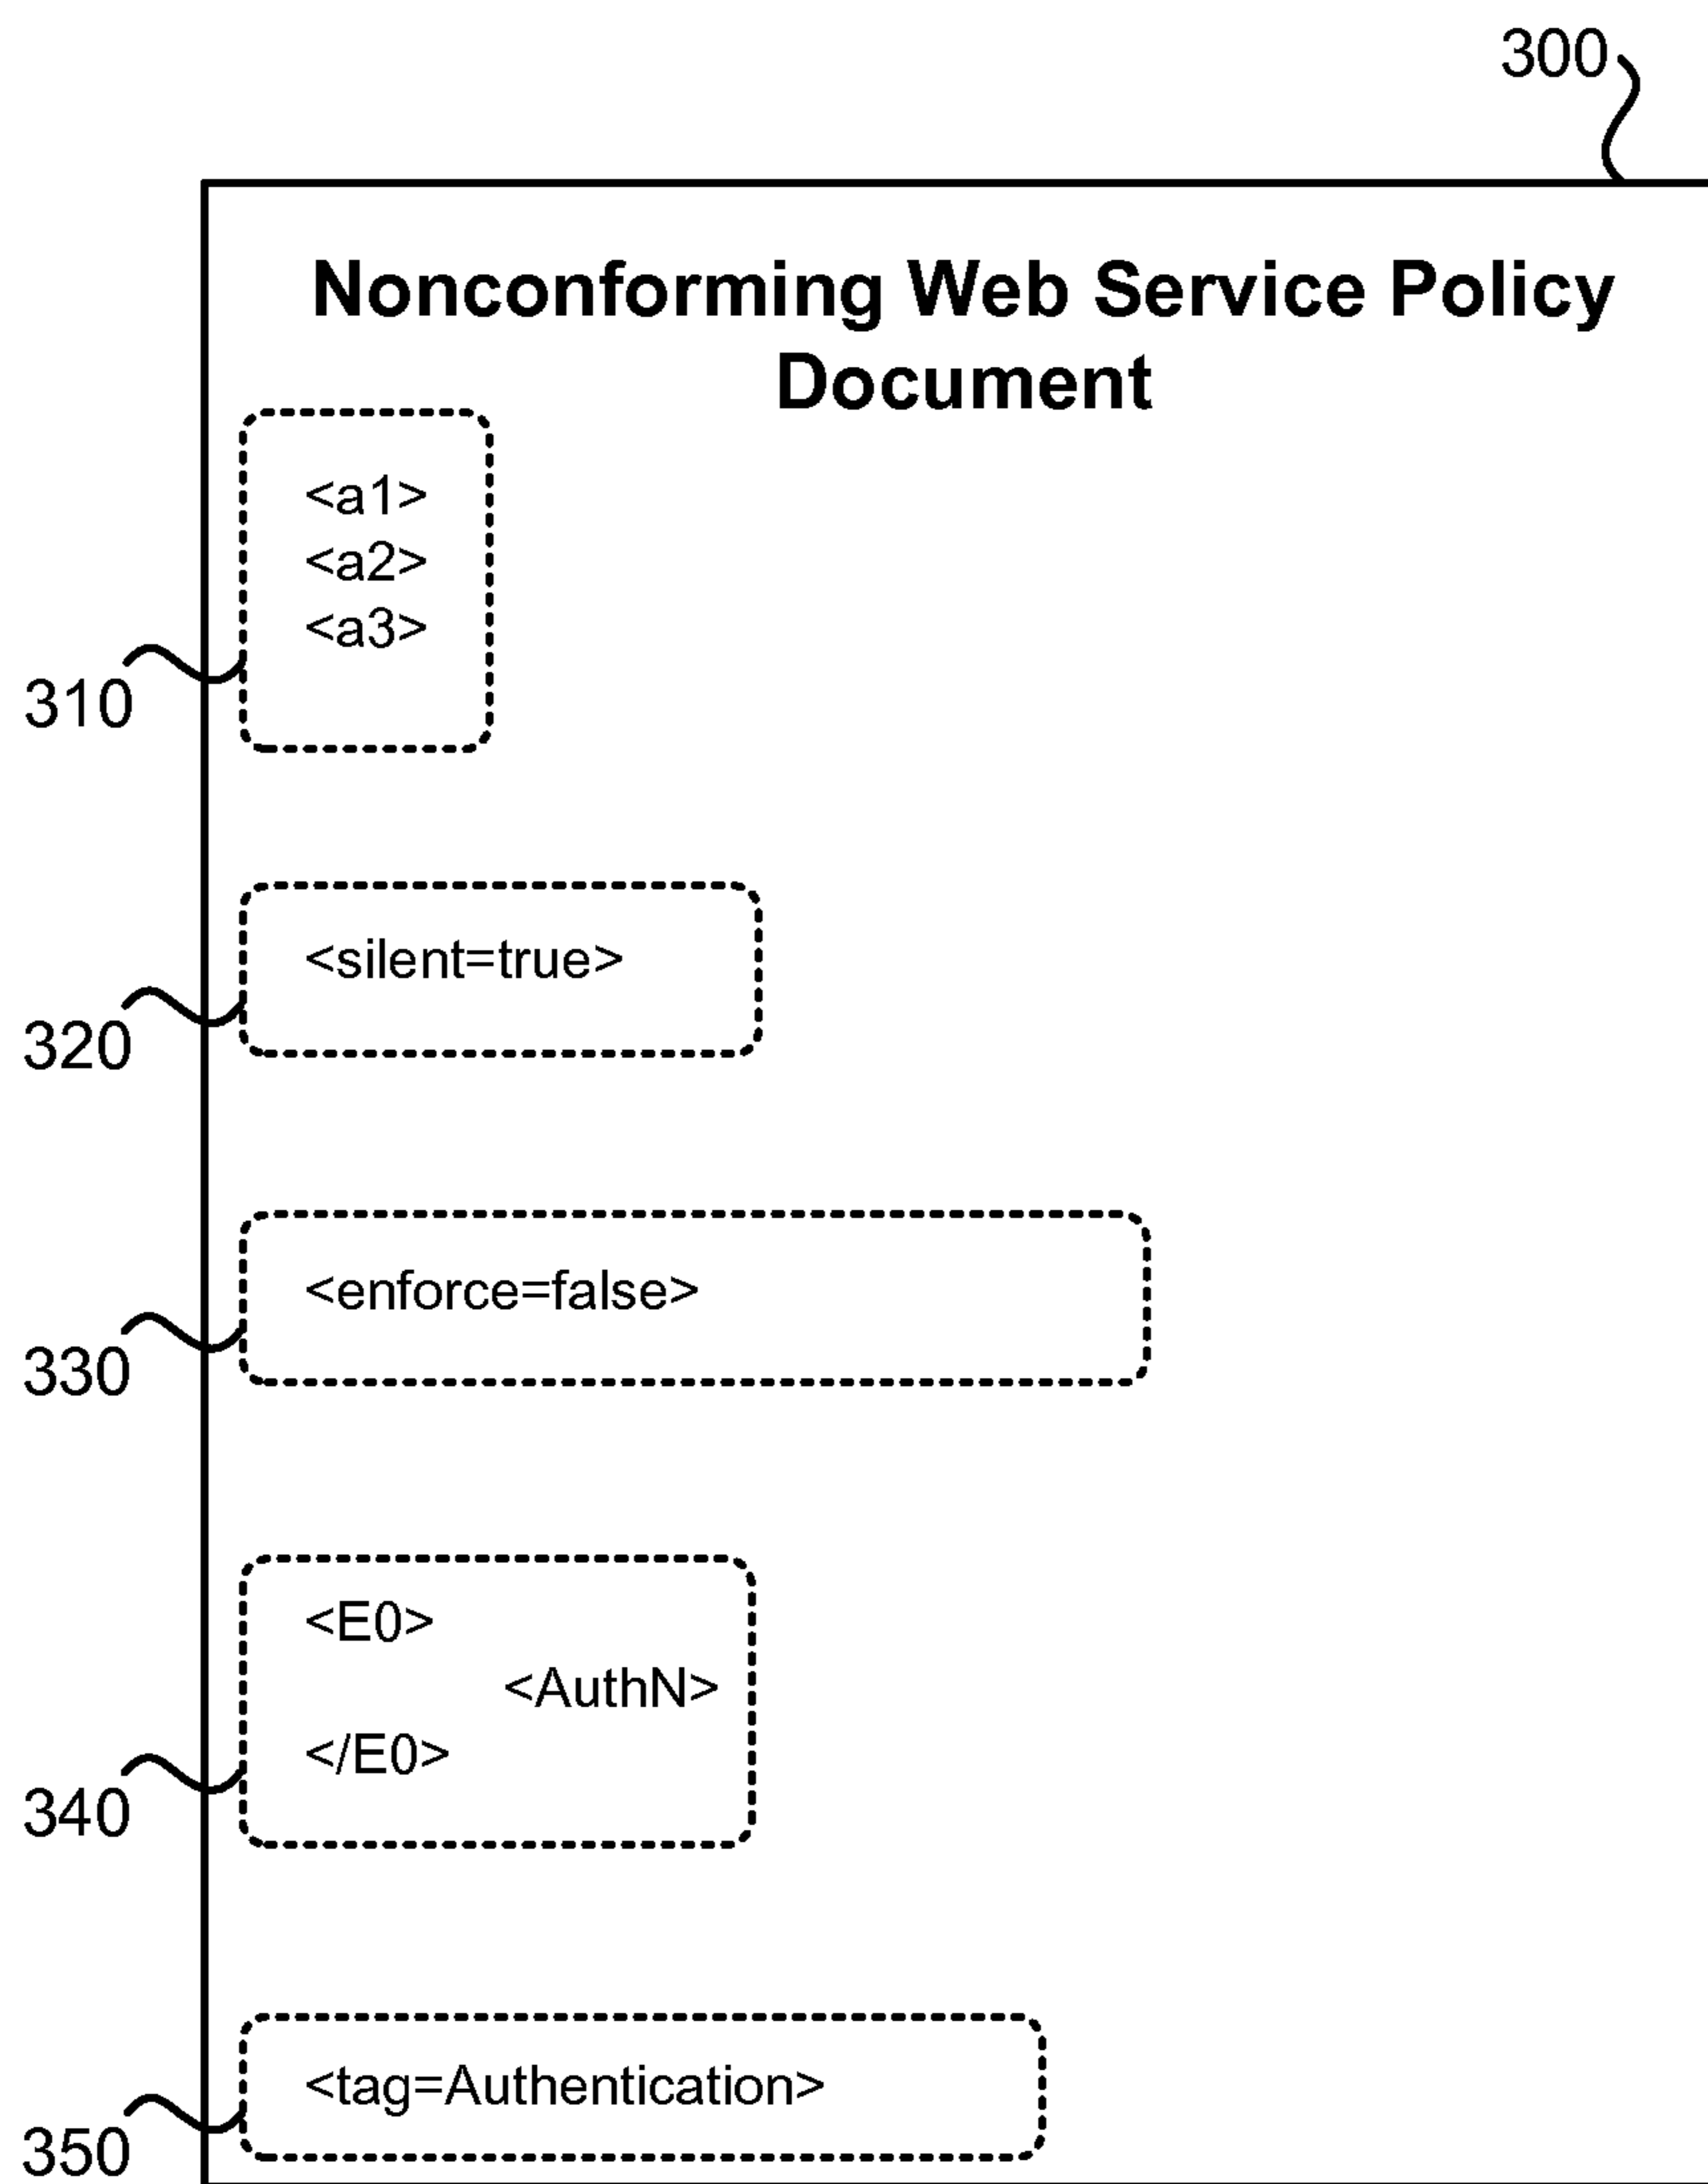 300
Nonconforming Web Service Policy
Document
<a1>
<a2>
<a3>
310
<silent=true>
320
<enforce=false>
330
<E0>
<AuthN>
</E0>
340
<tag=Authentication>
350